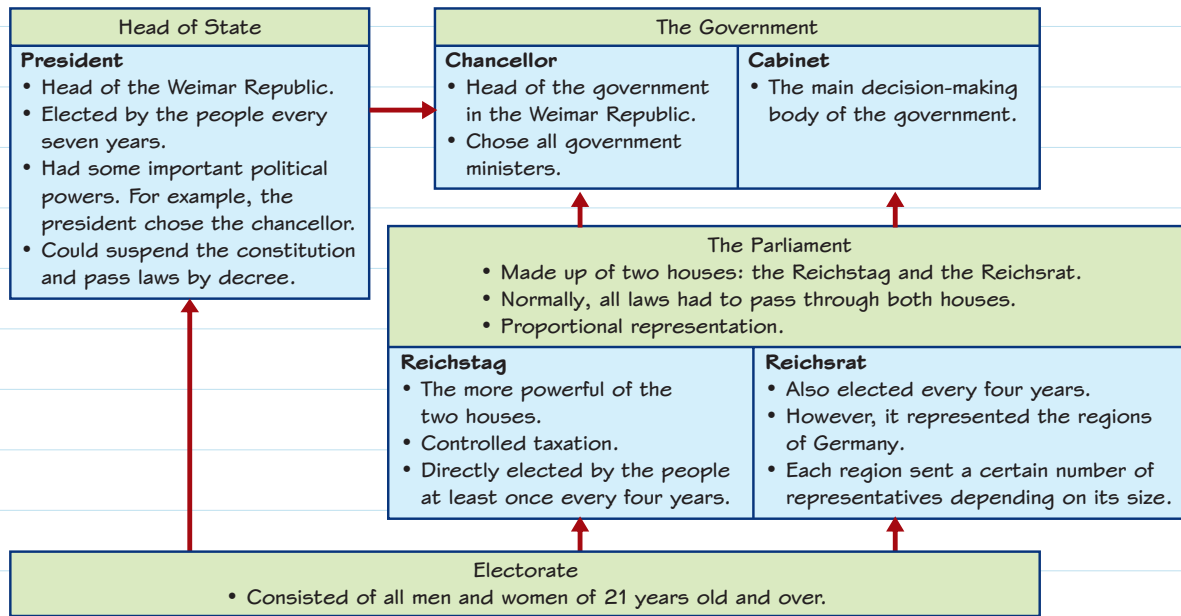 Head of State
President
• Head of the Weimar Republic.
• Elected by the people every
seven years.
• Had some important political
powers. For example, the
president chose the chancellor.
• Could suspend the constitution
and pass laws by decree.
The Government
Chancellor
• Head of the government
in the Weimar Republic.
• Chose all government
ministers.
Cabinet
• The main decision-making
body of the government.
The Parliament
• Made up of two houses: the Reichstag and the Reichsrat.
• Normally, all laws had to pass through both houses.
• Proportional representation.
Reichstag
• The more powerful of the
two houses.
• Controlled taxation.
• Directly elected by the people
at least once every four years.
Reichsrat
• Also elected every four years.
• However, it represented the regions
of Germany.
• Each region sent a certain number of
representatives depending on its size.
Electorate
• Consisted of all men and women of 21 years old and over.